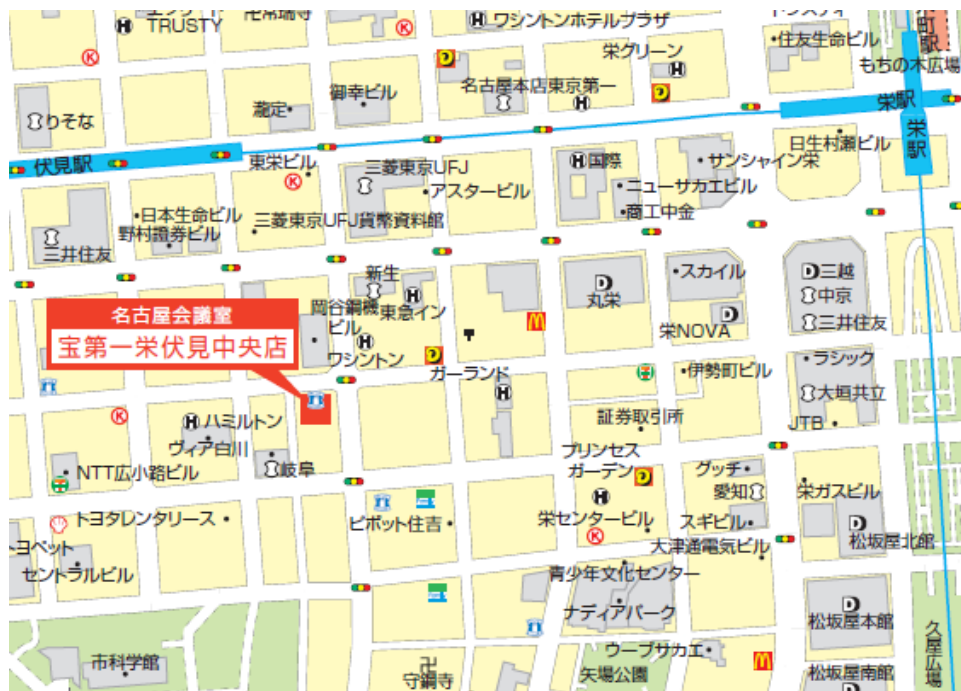 TRUSTY
卍常瑞寺
ワシントンホテルプラザ
栄グリーン
住友生命ビル
もちの木広場
町駅
りそな
瀧定
御幸ビル
名古屋本店東京第一
栄駅
栄駅
日生村瀬ビル
伏見駅
東栄ビル
三菱東京UFJ
アスタービル
国際
サンシャイン栄
ニューサカエビル
商工中金
日本生命ビル
野村證券ビル
三菱東京UFJ貨幣資料館
三井住友
新生
岡谷鋼機
ビル
東急イン
ワシントン
丸栄
スカイル
栄NOVA
三越
中京
三井住友
名古屋会議室
宝第一栄伏見中央店
ガーランド
伊勢町ビル
ラシック
大垣共立
JTB
証券取引所
ハミルトン
ヴィア白川
岐阜
NTT広小路ビル
プリンセス
ガーデン
グッチ
愛知
栄ガスビル
トヨタレンタリース
ピボット住吉
栄センタービル
スギビル
大津通電気ビル
松坂屋北館
トヨペット
セントラルビル
青少年文化センター
ナディアパーク
松坂屋本館
久屋広場
市科学館
卍
守綱寺
ウーブサカエ
矢場公園
松坂屋南館